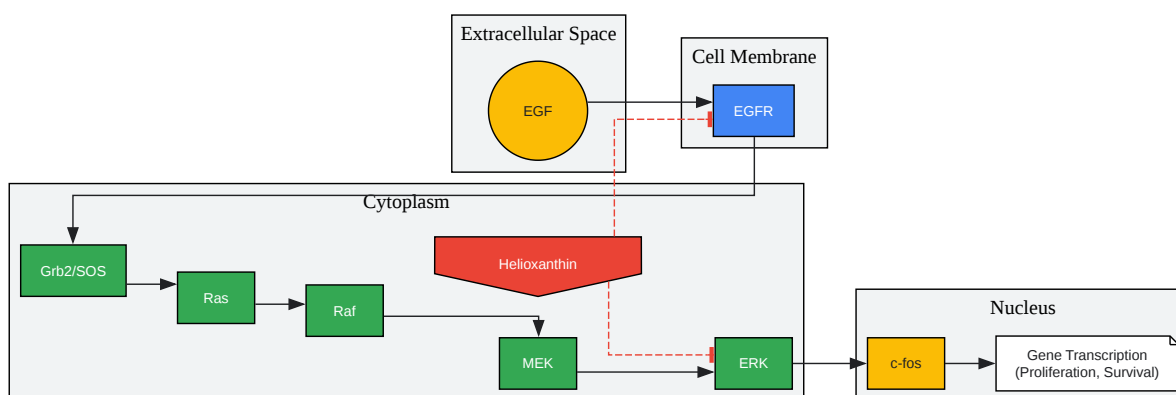 Extracellular Space
Cell Membrane
EGF
EGFR
Cytoplasm
Grb2/SOS
Ras
Raf
Helioxanthin
MEK
ERK
Nucleus
c-fos
Gene Transcription
(Proliferation, Survival)